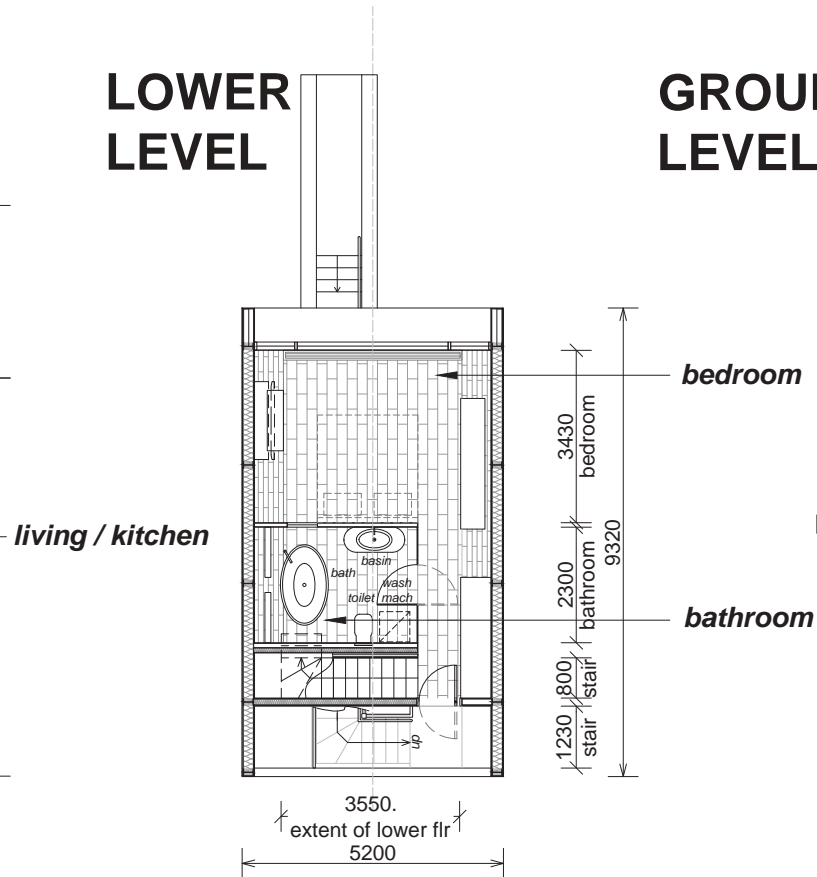 LOWER
LEVEL
GROU
LEVEL
bedroom
3430
bedroom
9320
living / kitchen
basin
bath
wash
toilet mach
2300
bathroom
bathroom
800
stair
1230
stair
up
3550.
extent of lower flr
5200